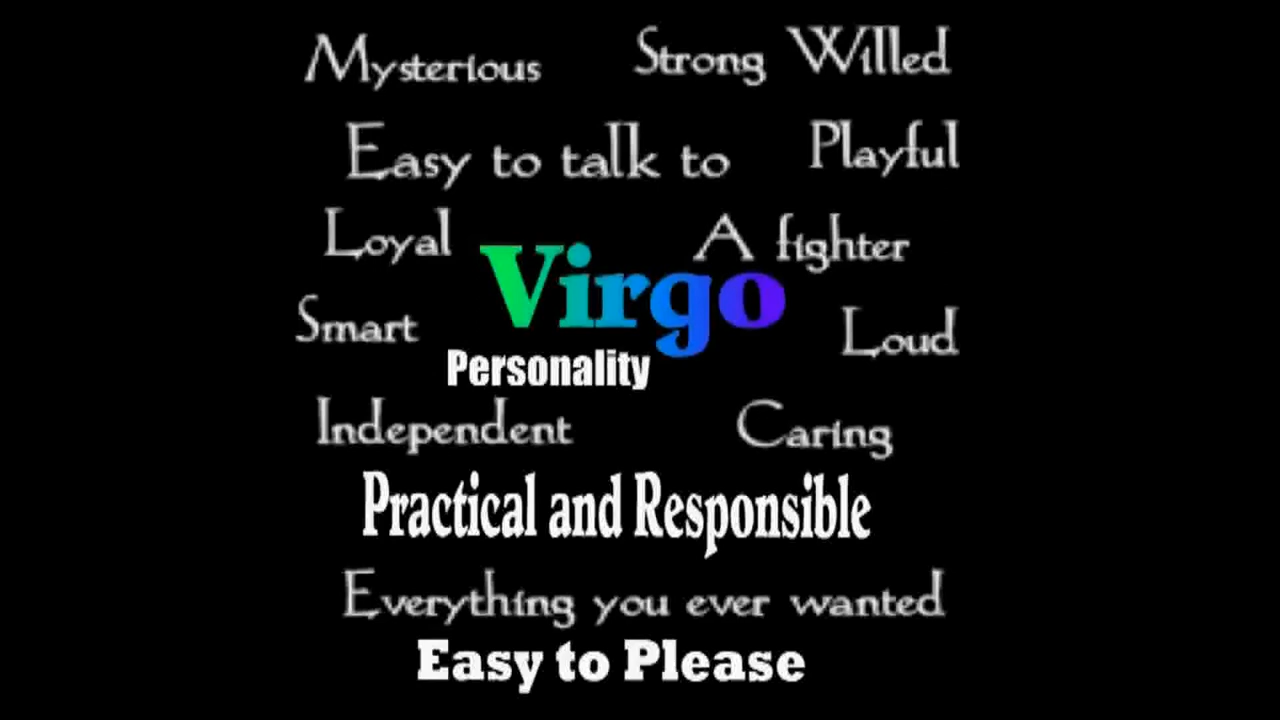 Mysterious Strong Willed
Easy to talk to Playful
Loyal A fighter
Virgo
Smart Loud
Personality
Independent Caring
Practical and Responsible
Everything you ever wanted
Easy to Please